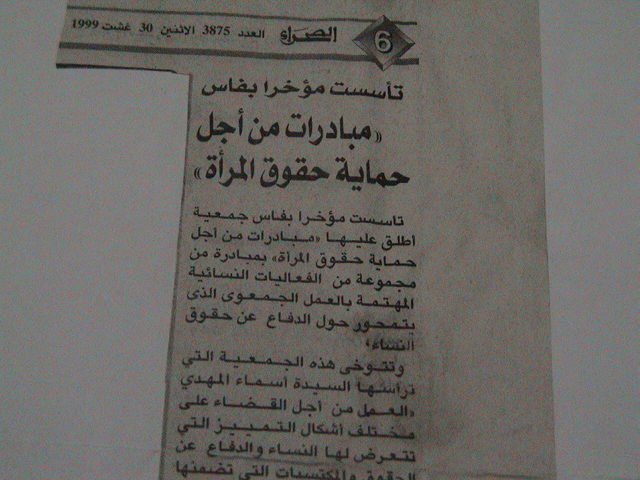 6 الصحراء العدد 3875 الاثنين 30 غشت 1999
تأسست مؤخرا بفاس
«مبادرات من أجل
حماية حقوق المرأة»
تأسست مؤخرا بفاس جمعية
أطلق عليها «مبادرات من أجل
حماية حقوق المرأة» بمبادرة من
مجموعة من الفعاليات النسائية
المهتمة بالعمل الجمعوي الذى
يتمحور حول الدفاع عن حقوق
النساء،
وتتوخى هذه الجمعية التي
ترأسها السيدة أسماء المهدي
«العمل من أجل القضاء على
مختلف أشكال التمييز التي
تتعرض لها النساء والدفاع عن
الحقوق والمكتسبات التي تضمنها